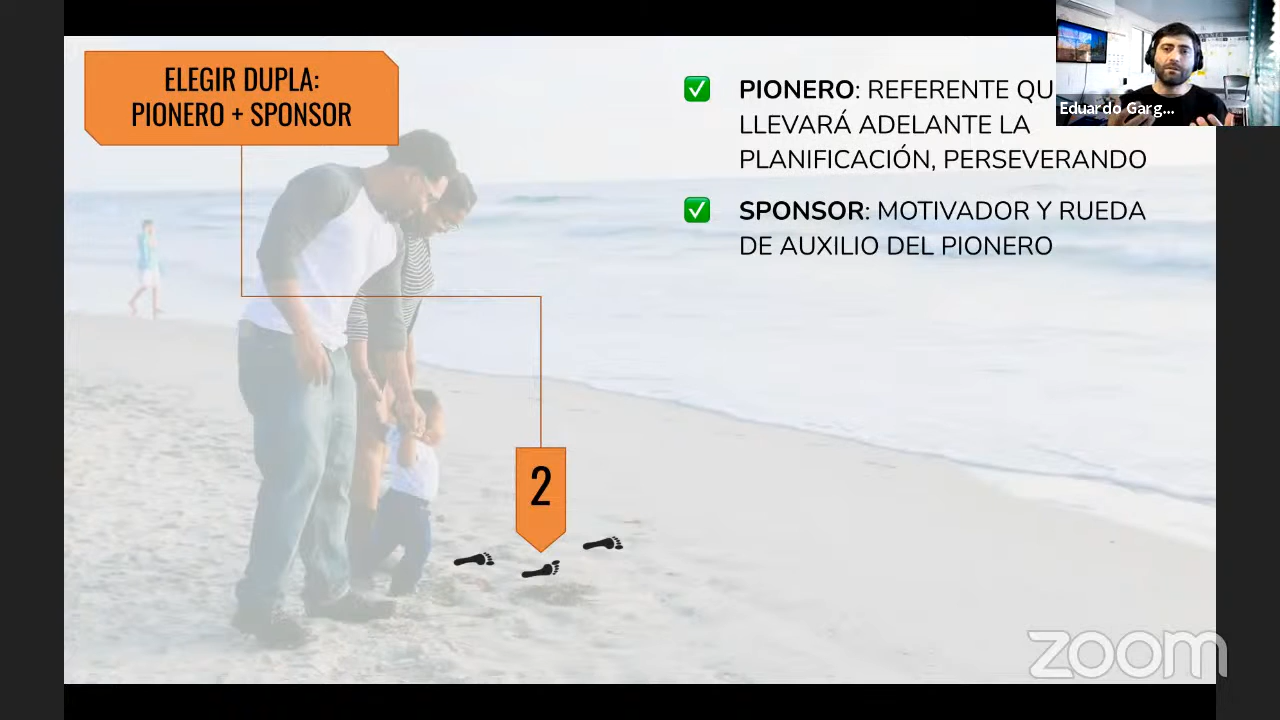 ELEGIR DUPLA:
PIONERO + SPONSOR
✅ PIONERO: REFERENTE QU
LLEVARÁ ADELANTE LA
PLANIFICACIÓN, PERSEVERANDO
✅ SPONSOR: MOTIVADOR Y RUEDA
DE AUXILIO DEL PIONERO
Eduardo Garg...
2
zoom